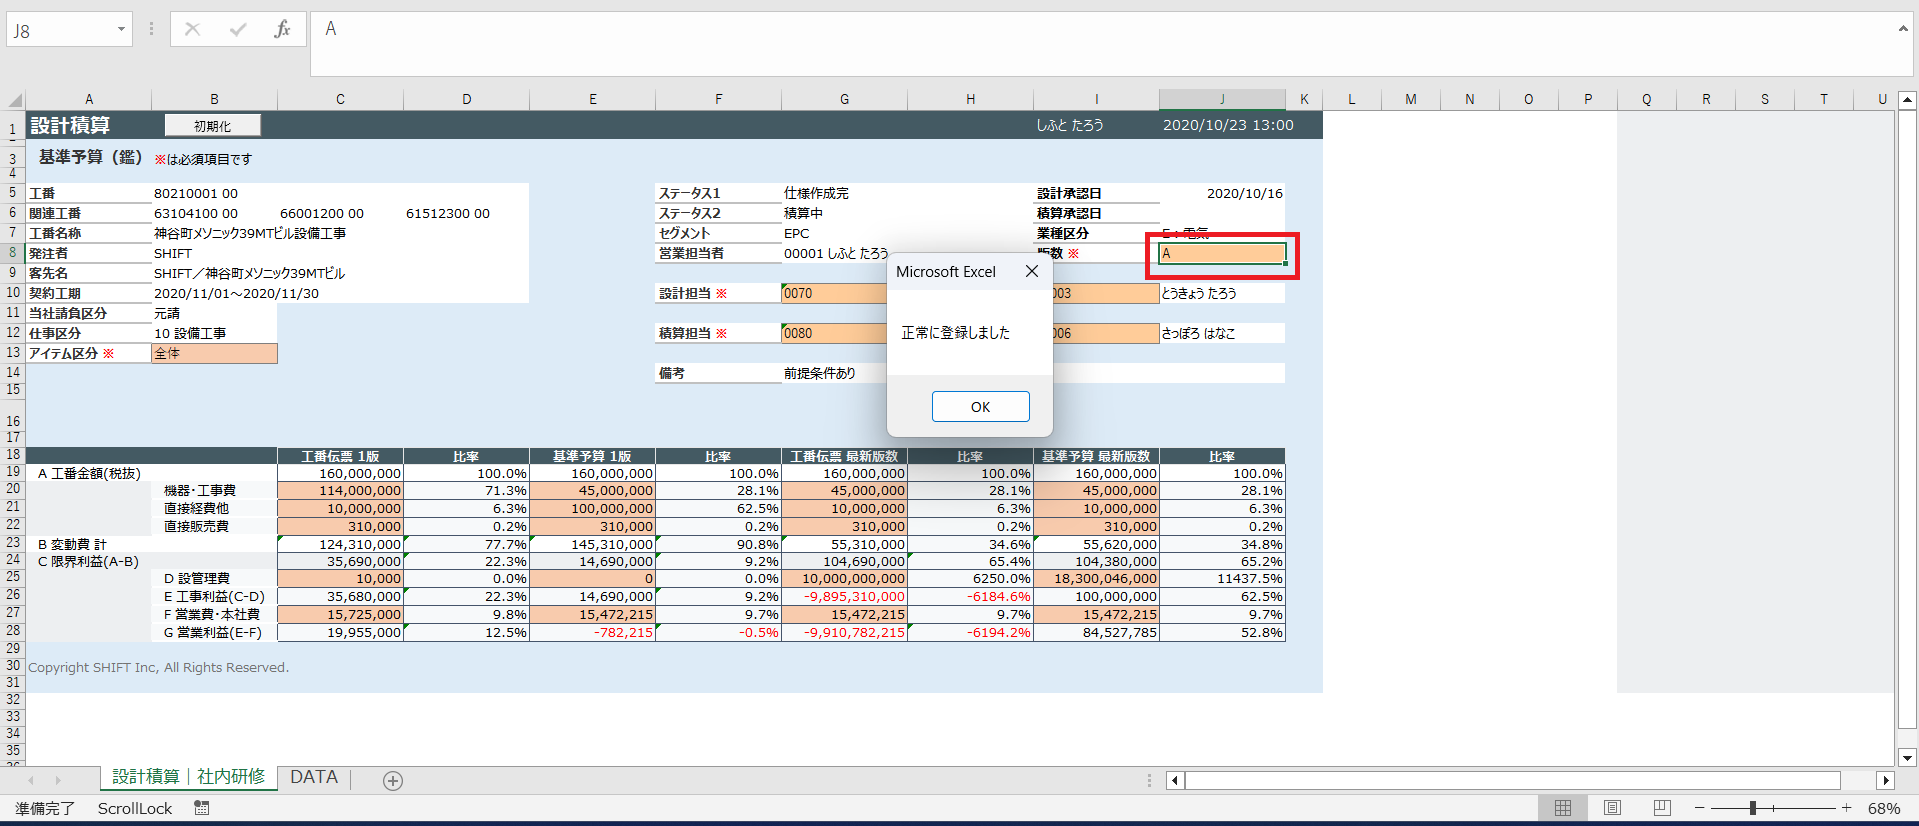 J8
fx
A
A B C D E F G H I J K L M N O P Q R S T U
1 設計積算 初期化 しふと たろう 2020/10/23 13:00
3 基準予算（鑑） ※は必須項目です
4
5 工番 80210001 00 ステータス1 仕様作成完 設計承認日 2020/10/16
6 関連工番 63104100 00 66001200 00 61512300 00 ステータス2 積算中 積算承認日
7 工番名称 神谷町メソニック39MTビル設備工事 セグメント EPC 業種区分
8 発注者 SHIFT 営業担当者 00001 しふと たろう 版数 ※ A
9 客先名 SHIFT／神谷町メソニック39MTビル
10 契約工期 2020/11/01～2020/11/30 設計担当 ※ 0070 003 とうきょう たろう
11 当社請負区分 元請
12 仕事区分 10 設備工事 積算担当 ※ 0080 006 さっぽろ はなこ
13 アイテム区分 ※ 全体
14 備考 前提条件あり
15
16
17
Microsoft Excel
正常に登録しました
OK
18 工番伝票 1版 比率 基準予算 1版 比率 工番伝票 最新版数 比率 基準予算 最新版数 比率
19 A 工番金額(税抜) 160,000,000 100.0% 160,000,000 100.0% 160,000,000 100.0% 160,000,000 100.0%
20 機器・工事費 114,000,000 71.3% 45,000,000 28.1% 45,000,000 28.1% 45,000,000 28.1%
21 直接経費他 10,000,000 6.3% 100,000,000 62.5% 10,000,000 6.3% 10,000,000 6.3%
22 直接販売費 310,000 0.2% 310,000 0.2% 310,000 0.2% 310,000 0.2%
23 B 変動費 計 124,310,000 77.7% 145,310,000 90.8% 55,310,000 34.6% 55,620,000 34.8%
24 C 限界利益(A-B) 35,690,000 22.3% 14,690,000 9.2% 104,690,000 65.4% 104,380,000 65.2%
25 D 設管理費 10,000 0.0% 0 0.0% 10,000,000,000 6250.0% 18,300,046,000 11437.5%
26 E 工事利益(C-D) 35,680,000 22.3% 14,690,000 9.2% -9,895,310,000 -6184.6% 100,000,000 62.5%
27 F 営業費・本社費 15,725,000 9.8% 15,472,215 9.7% 15,472,215 9.7% 15,472,215 9.7%
28 G 営業利益(E-F) 19,955,000 12.5% -782,215 -0.5% -9,910,782,215 -6194.2% 84,527,785 52.8%
29
30 Copyright SHIFT Inc, All Rights Reserved.
31
32
33
34
35
設計積算｜社内研修 DATA
準備完了 ScrollLock 68%